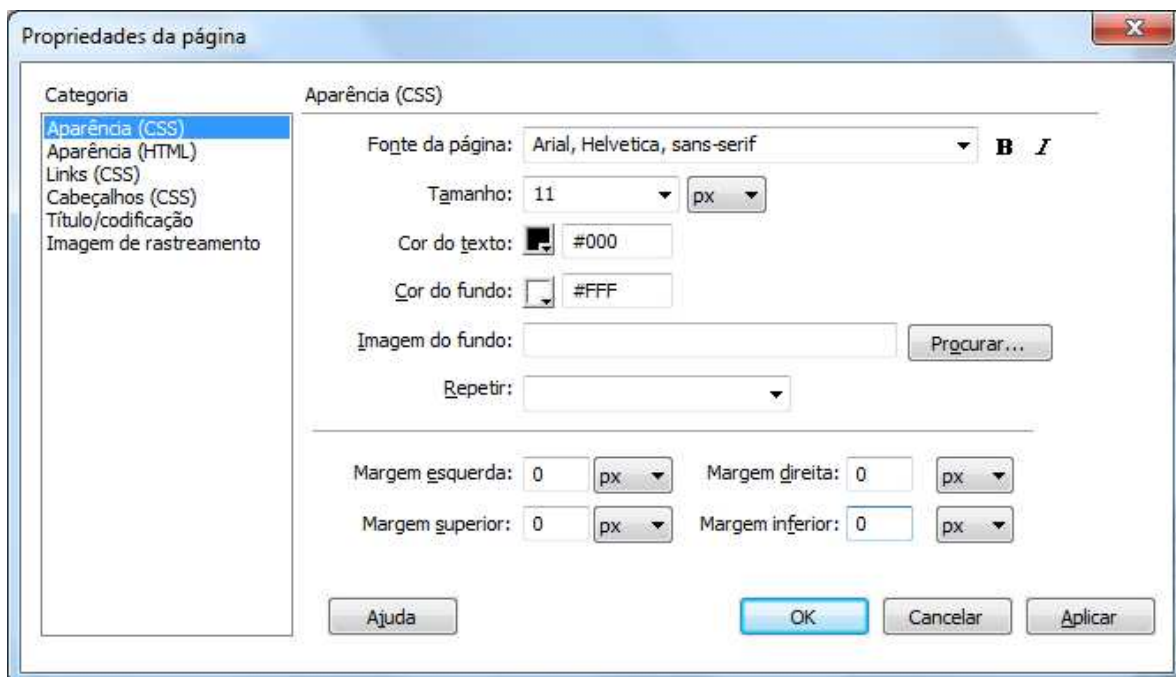 Propriedades da página
Categoria
Aparência (CSS)
Aparência (HTML)
Links (CSS)
Cabeçalhos (CSS)
Título/codificação
Imagem de rastreamento
Aparência (CSS)
Fonte da página: Arial, Helvetica, sans-serif B I
Tamanho: 11 px
Cor do texto: #000
Cor do fundo: #FFF
Imagem do fundo: Procurar...
Repetir:
Margem esquerda: 0 px Margem direita: 0 px
Margem superior: 0 px Margem inferior: 0 px
Ajuda OK Cancelar Aplicar